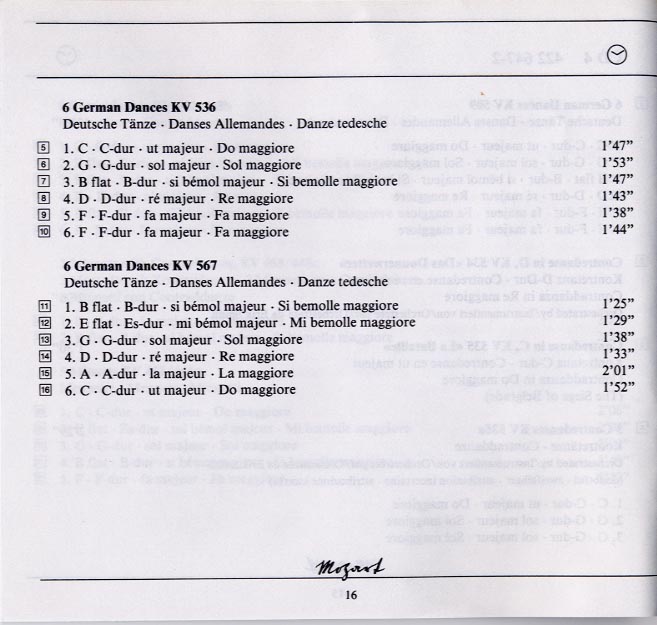 6 German Dances KV 536
Deutsche Tänze · Danses Allemandes · Danze tedesche
5 1. C · C-dur · ut majeur · Do maggiore 1’47”
6 2. G · G-dur · sol majeur · Sol maggiore 1’53”
7 3. B flat · B-dur · si bémol majeur · Si bemolle maggiore 1’47”
8 4. D · D-dur · ré majeur · Re maggiore 1’43”
9 5. F · F-dur · fa majeur · Fa maggiore 1’38”
10 6. F · F-dur · fa majeur · Fa maggiore 1’44”
6 German Dances KV 567
Deutsche Tänze · Danses Allemandes · Danze tedesche
11 1. B flat · B-dur · si bémol majeur · Si bemolle maggiore 1’25”
12 2. E flat · Es-dur · mi bémol majeur · Mi bemolle maggiore 1’29”
13 3. G · G-dur · sol majeur · Sol maggiore 1’38”
14 4. D · D-dur · ré majeur · Re maggiore 1’33”
15 5. A · A-dur · la majeur · La maggiore 2’01”
16 6. C · C-dur · ut majeur · Do maggiore 1’52”
Mozart
16